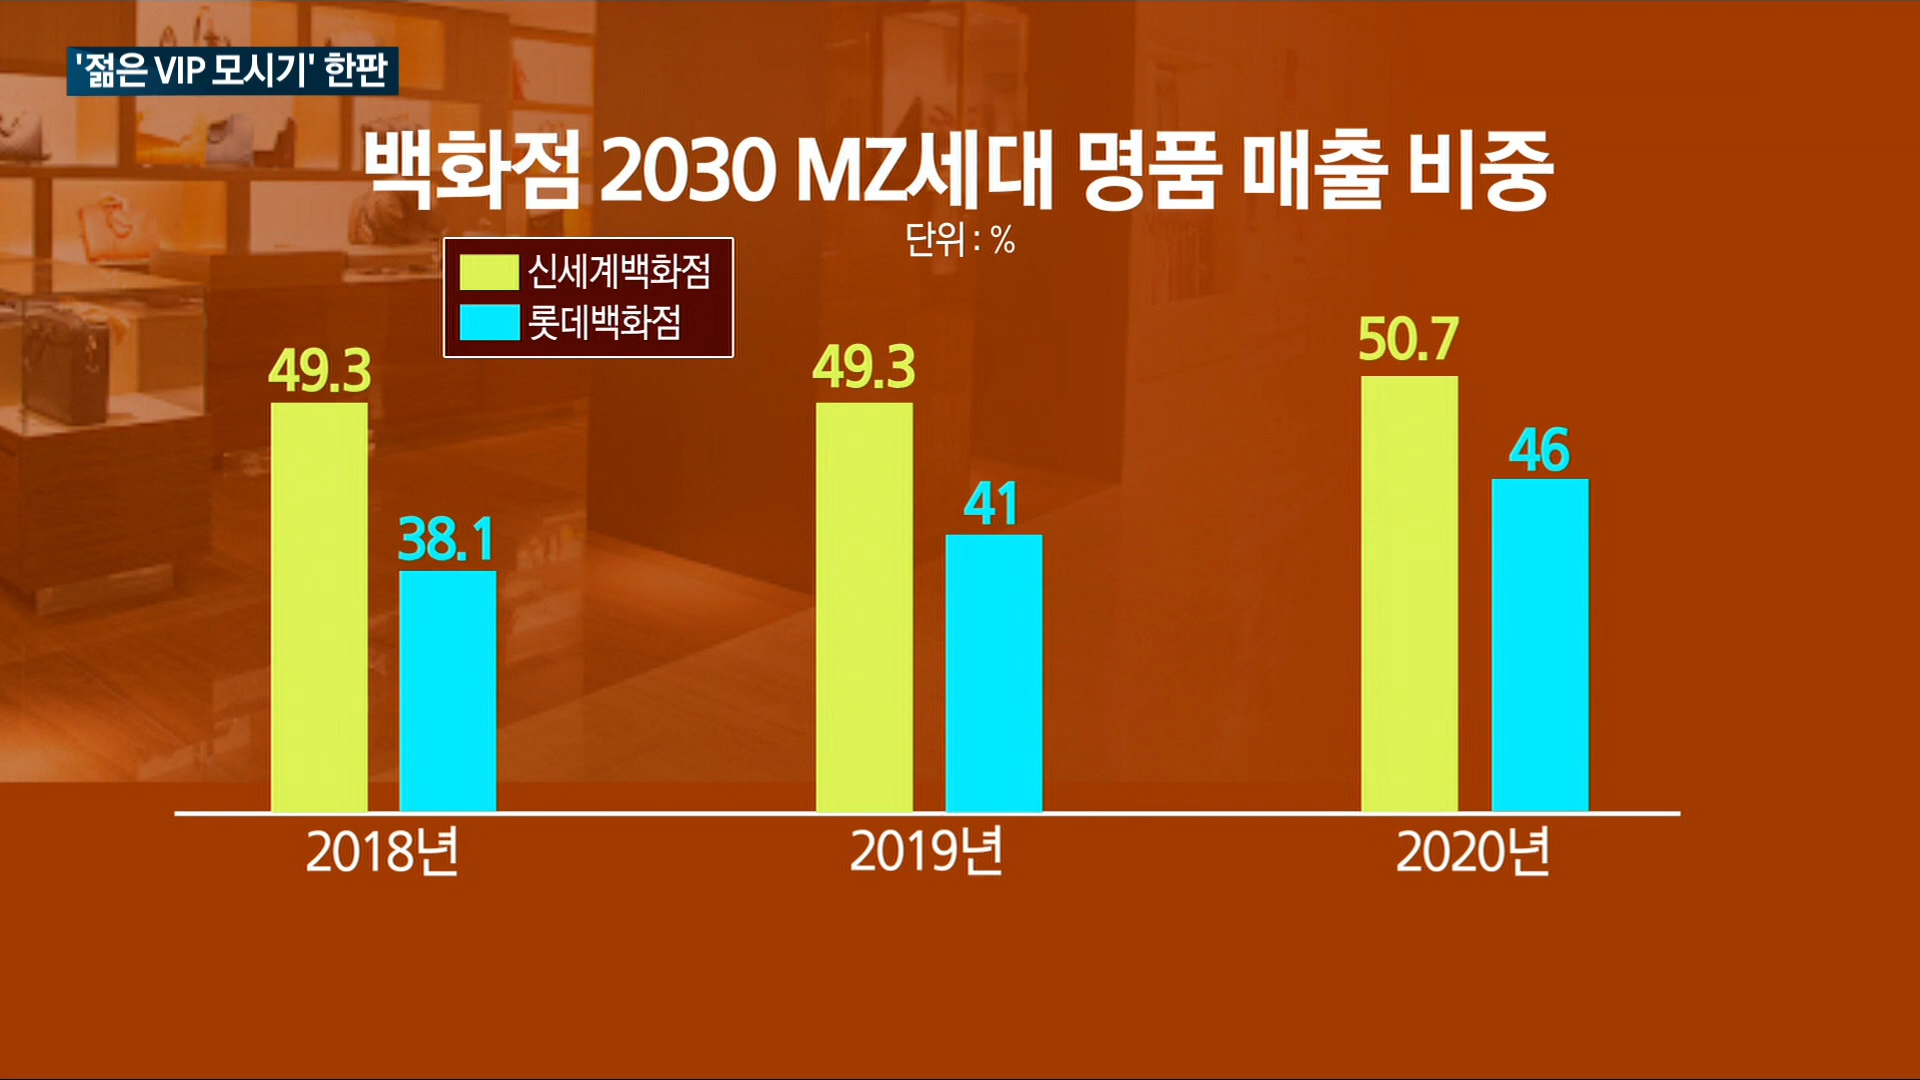 '젊은 VIP 모시기' 한판
백화점 2030 MZ세대 명품 매출 비중
단위 : %
신세계백화점
롯데백화점
49.3
38.1
49.3
41
50.7
46
2018년
2019년
2020년